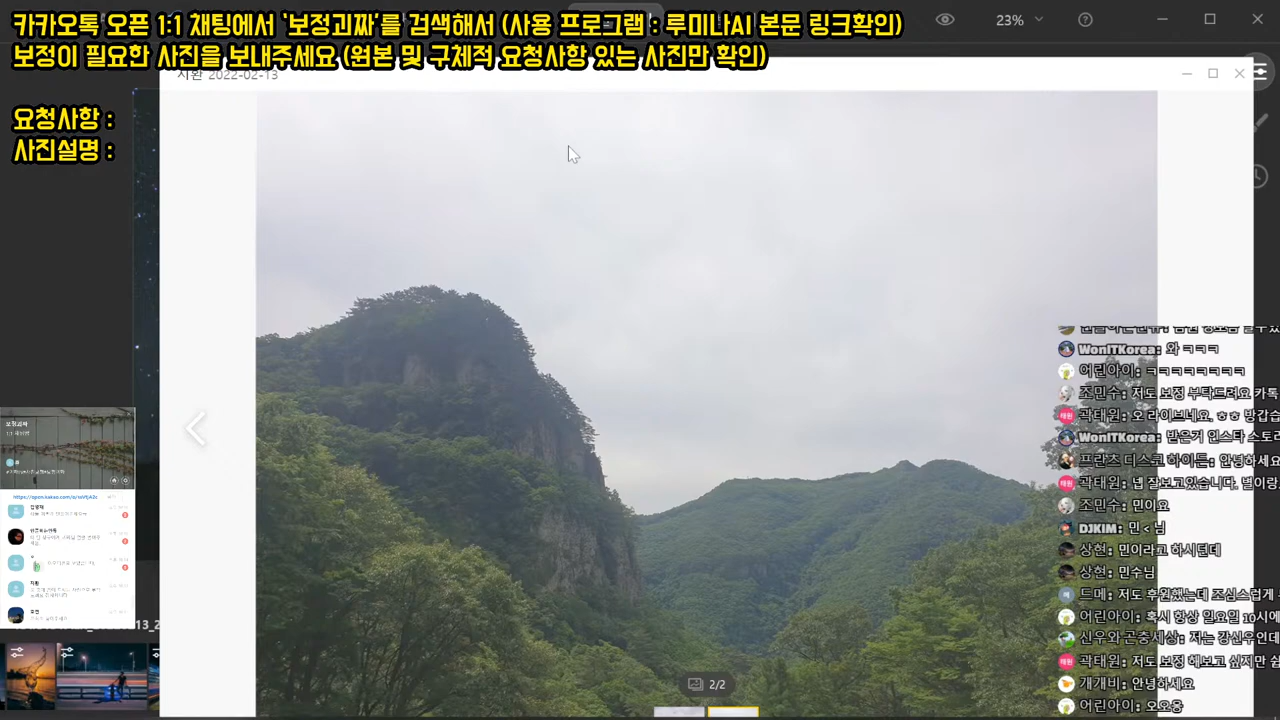 카카오톡 오픈 1:1 채팅에서 '보정괴짜'를 검색해서 (사용 프로그램 : 루미나AI 본문 링크확인)
보정이 필요한 사진을 보내주세요 (원본 및 구체적 요청사항 있는 사진만 확인)
23%
지환 2022-02-13
요청사항 :
사진설명 :
WonITKorea: 와 ㅋㅋㅋ
어린아이: ㅋㅋㅋㅋㅋㅋㅋㅋ
조민수: 저도 보정 부탁드려요 카톡
곽태원: 오 라이브네요. ㅎㅎ 방갑습
WonITKorea: 받은거 인스타 스토리
프란츠 디스코 하이든: 안녕하세요
곽태원: 넵 잘보고있습니다. 별이랑
조민수: 민이요
DJKIM: 민ㄷ님
상현: 민이라고 하시던데
상현: 민수님
드메: 저도 후원했는데 조심스럽게
어린아이: 혹시 항상 일요일 10시에
신우와 곤충세상: 저는 강신우인데
곽태원: 저도 보정 해보고 싶지만
개개비: 안녕하세요
어린아이: 오오옹
보정괴짜
https://open.kakao.com/o/
지환
2/2